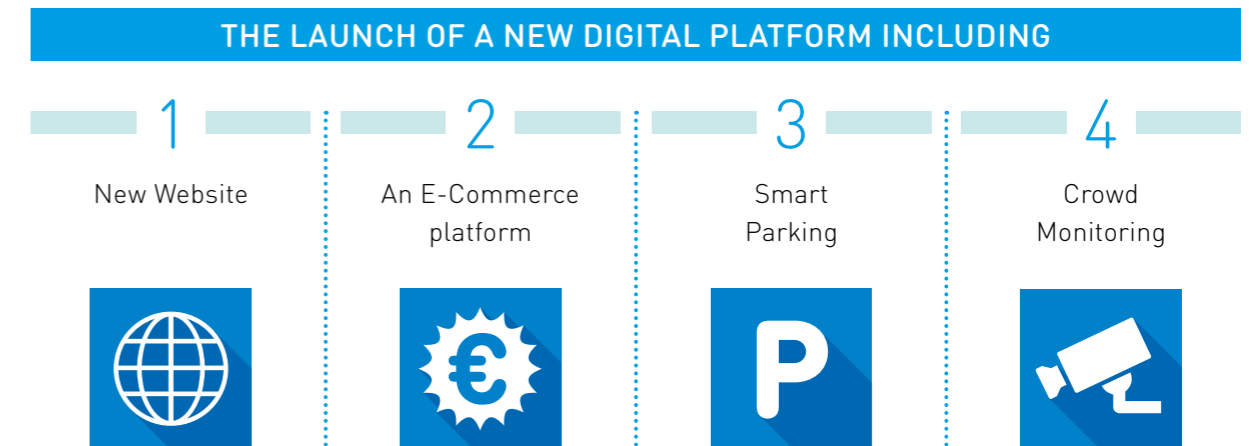 THE LAUNCH OF A NEW DIGITAL PLATFORM INCLUDING
1
New Website
2
An E-Commerce
platform
€
3
Smart
Parking
P
4
Crowd
Monitoring